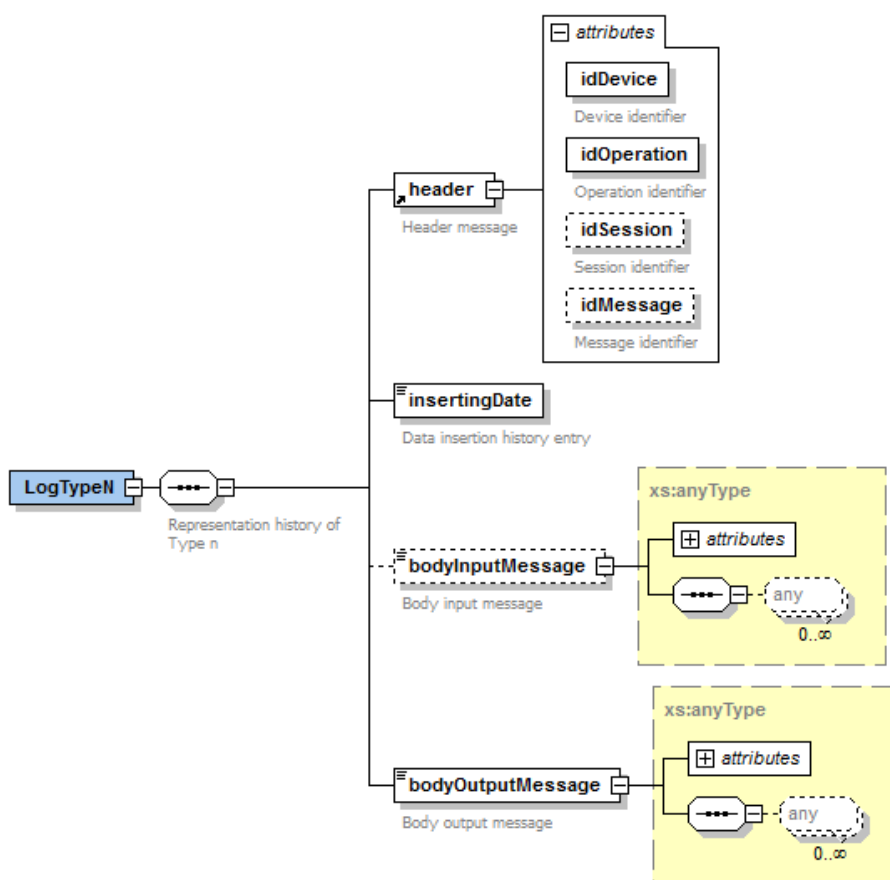 attributes
idDevice
Device identifier
idOperation
Operation identifier
header
Header message
idSession
Session identifier
idMessage
Message identifier
insertingDate
Data insertion history entry
LogTypeN
Representation history of
Type n
xs:anyType
attributes
bodyInputMessage
Body input message
any
0..∞
xs:anyType
attributes
bodyOutputMessage
Body output message
any
0..∞